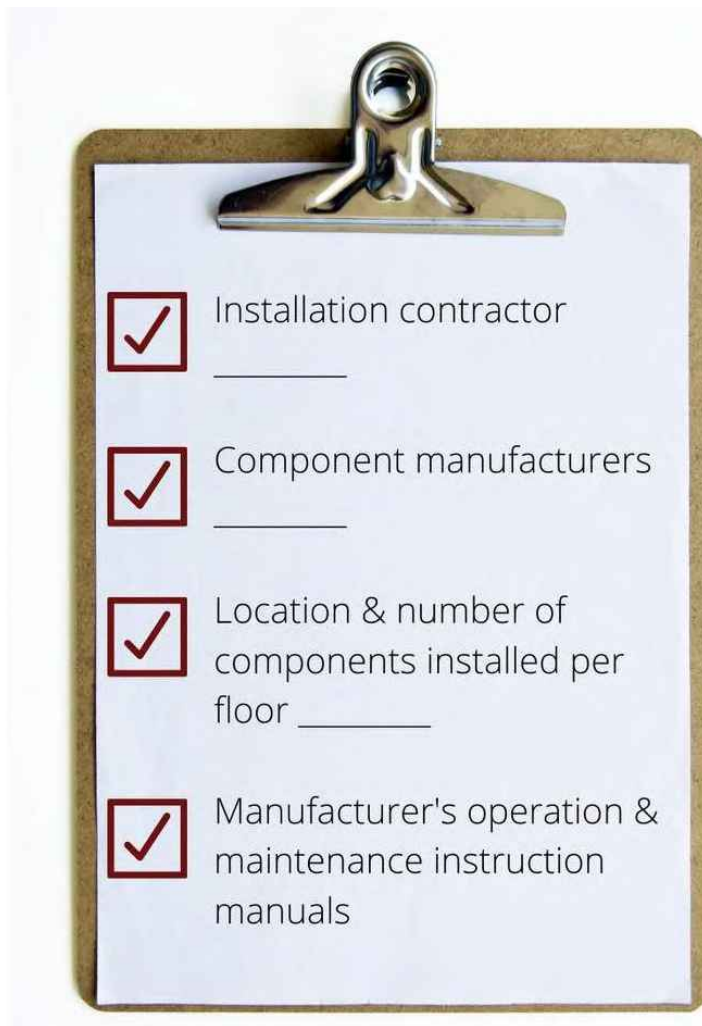 Installation contractor
________
Component manufacturers
________
Location & number of
components installed per
floor ________
Manufacturer's operation &
maintenance instruction
manuals